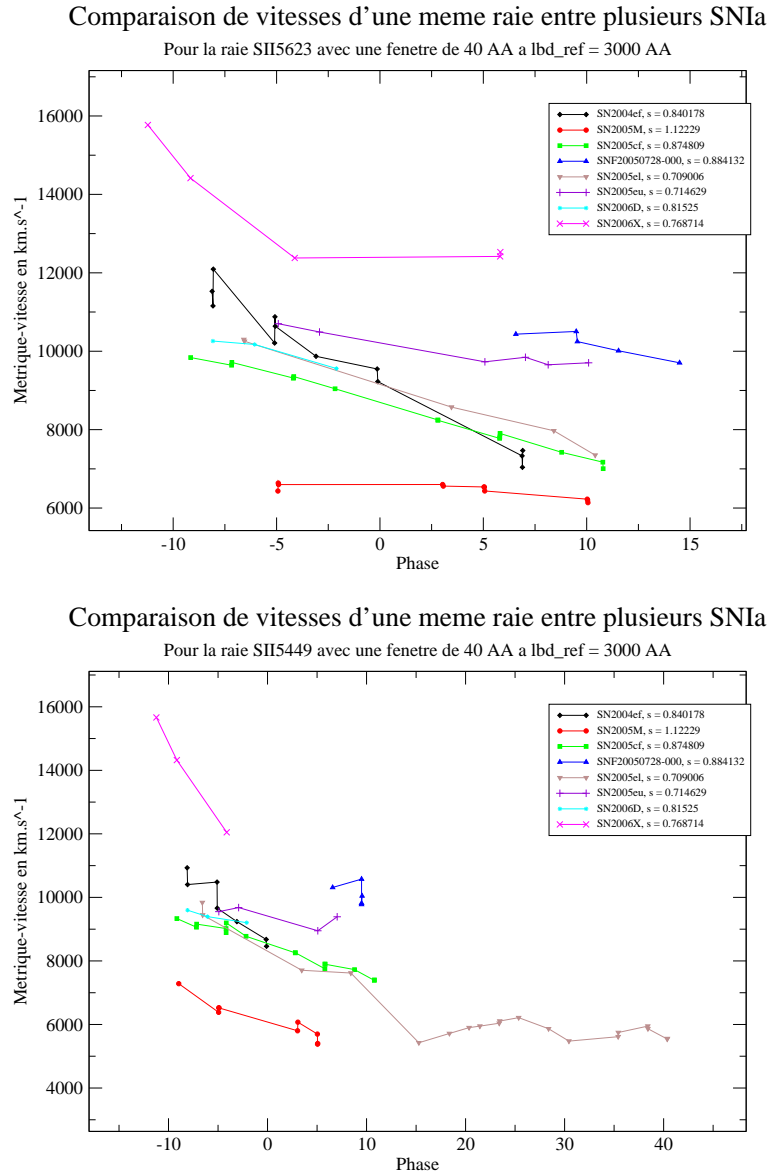 Comparaison de vitesses d'une meme raie entre plusieurs SNIa
Pour la raie SII5623 avec une fenetre de 40 AA a lbd_ref = 3000 AA
Metrique-vitesse en km.s^-1
16000
14000
12000
10000
8000
6000
SN2004ef, s = 0.840178
SN2005M, s = 1.12229
SN2005cf, s = 0.874809
SNF20050728-000, s = 0.884132
SN2005el, s = 0.709006
SN2005eu, s = 0.714629
SN2006D, s = 0.81525
SN2006X, s = 0.768714
-10 -5 0 5 10 15
Phase
Comparaison de vitesses d'une meme raie entre plusieurs SNIa
Pour la raie SII5449 avec une fenetre de 40 AA a lbd_ref = 3000 AA
Metrique-vitesse en km.s^-1
16000
14000
12000
10000
8000
6000
4000
SN2004ef, s = 0.840178
SN2005M, s = 1.12229
SN2005cf, s = 0.874809
SNF20050728-000, s = 0.884132
SN2005el, s = 0.709006
SN2005eu, s = 0.714629
SN2006D, s = 0.81525
SN2006X, s = 0.768714
-10 0 10 20 30 40
Phase